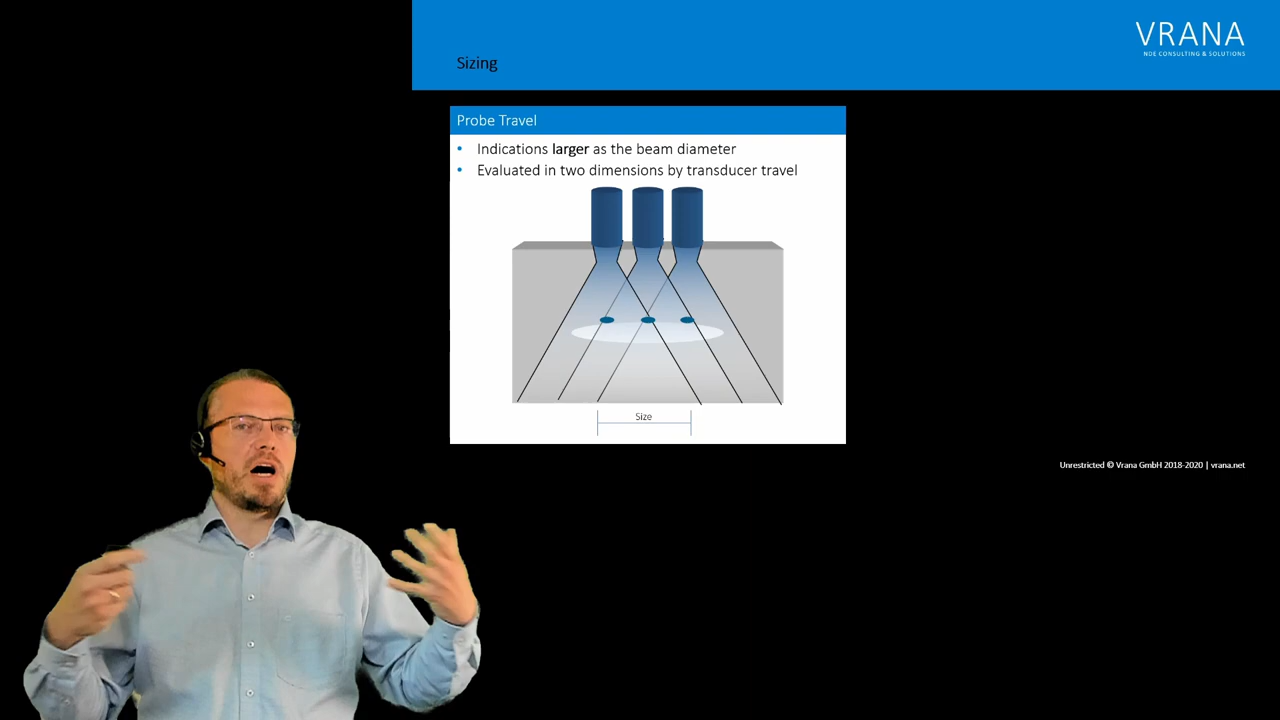 VRANA
NDE CONSULTING & SOLUTIONS
Sizing
Probe Travel
• Indications larger as the beam diameter
• Evaluated in two dimensions by transducer travel
Size
Unrestricted © Vrana GmbH 2018-2020 | vrana.net